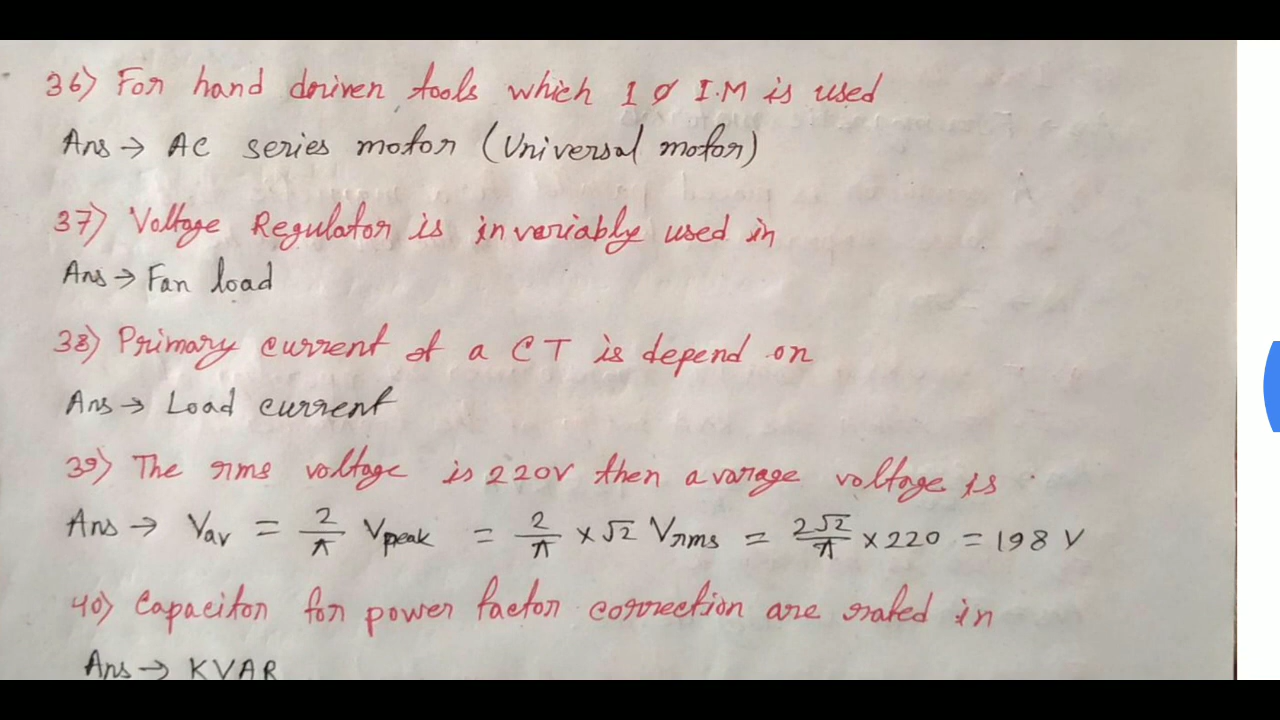 36) For hand driven tools which 1 φ I.M is used
Ans → AC series motor (Universal motor)
37) Voltage Regulator is invariably used in
Ans → Fan load
38) Primary current of a CT is depend on
Ans → Load current
39) The rms voltage is 220V then avarage voltage is
Ans → Vav = 2/π Vpeak = 2/π × √2 Vrms = 2√2/π × 220 = 198 V
40) Capacitor for power factor correction are rated in
Ans → KVAR